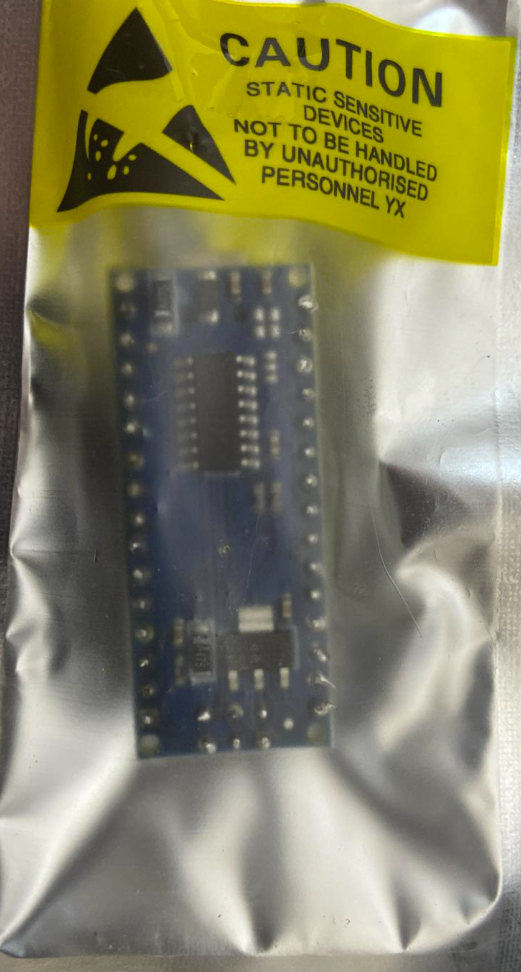 CAUTION
STATIC SENSITIVE
DEVICES
NOT TO BE HANDLED
BY UNAUTHORISED
PERSONNEL YX